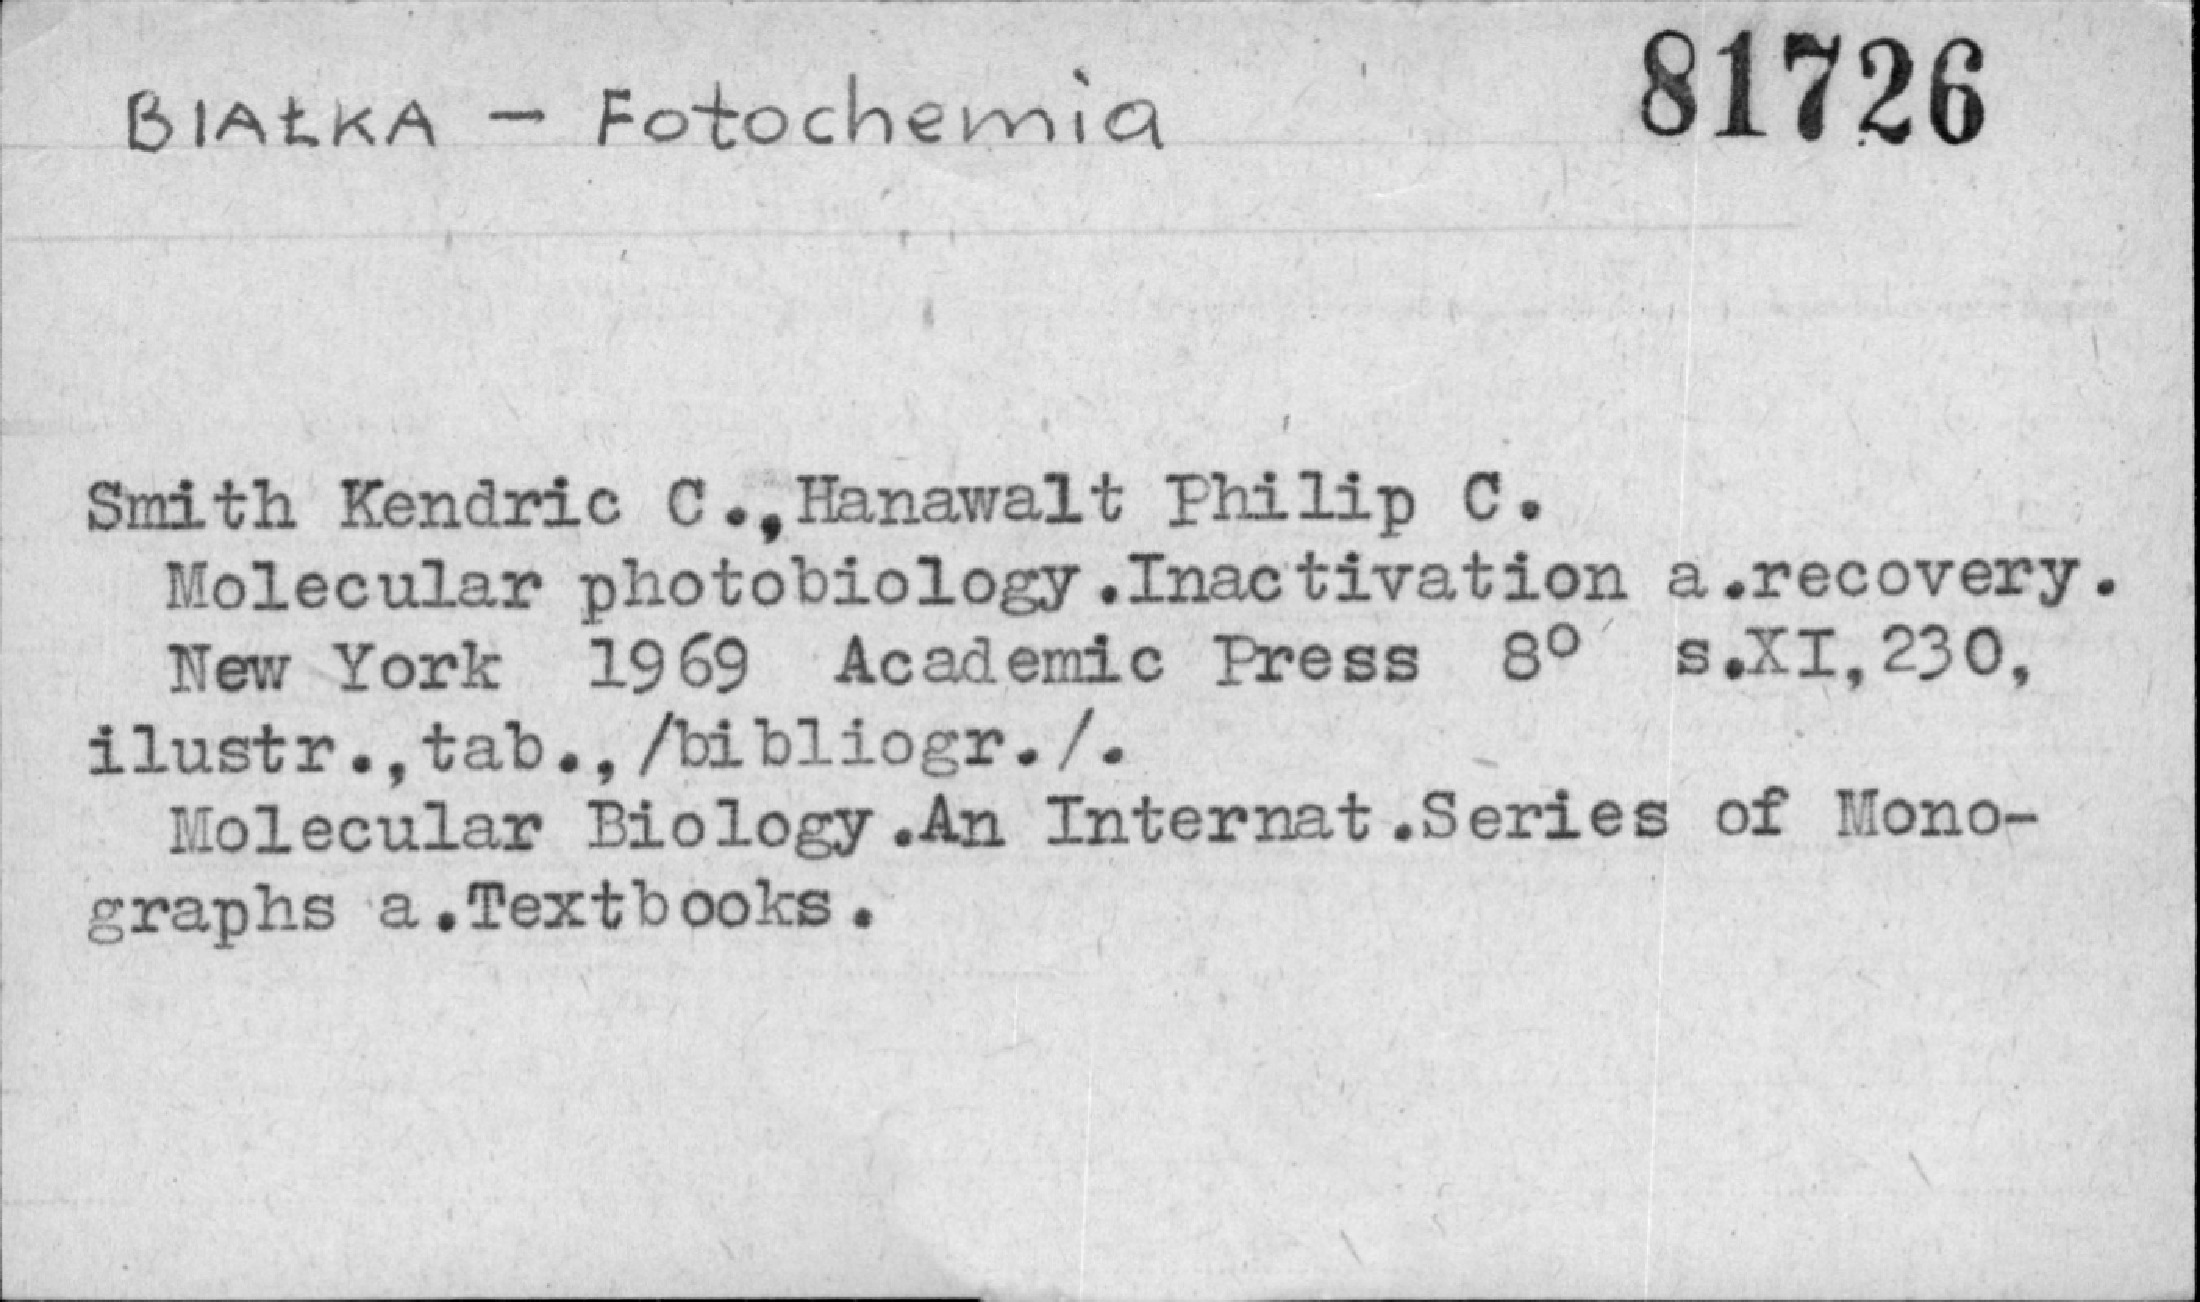 BIAŁKA – Fotochemia 81726
Smith Kendric C.,Hanawalt Philip C.
Molecular photobiology.Inactivation a.recovery.
New York 1969 Academic Press 8° s.XI,230,
ilustr.,tab.,/bibliogr./.
Molecular Biology.An Internat.Series of Mono-
graphs a.Textbooks.